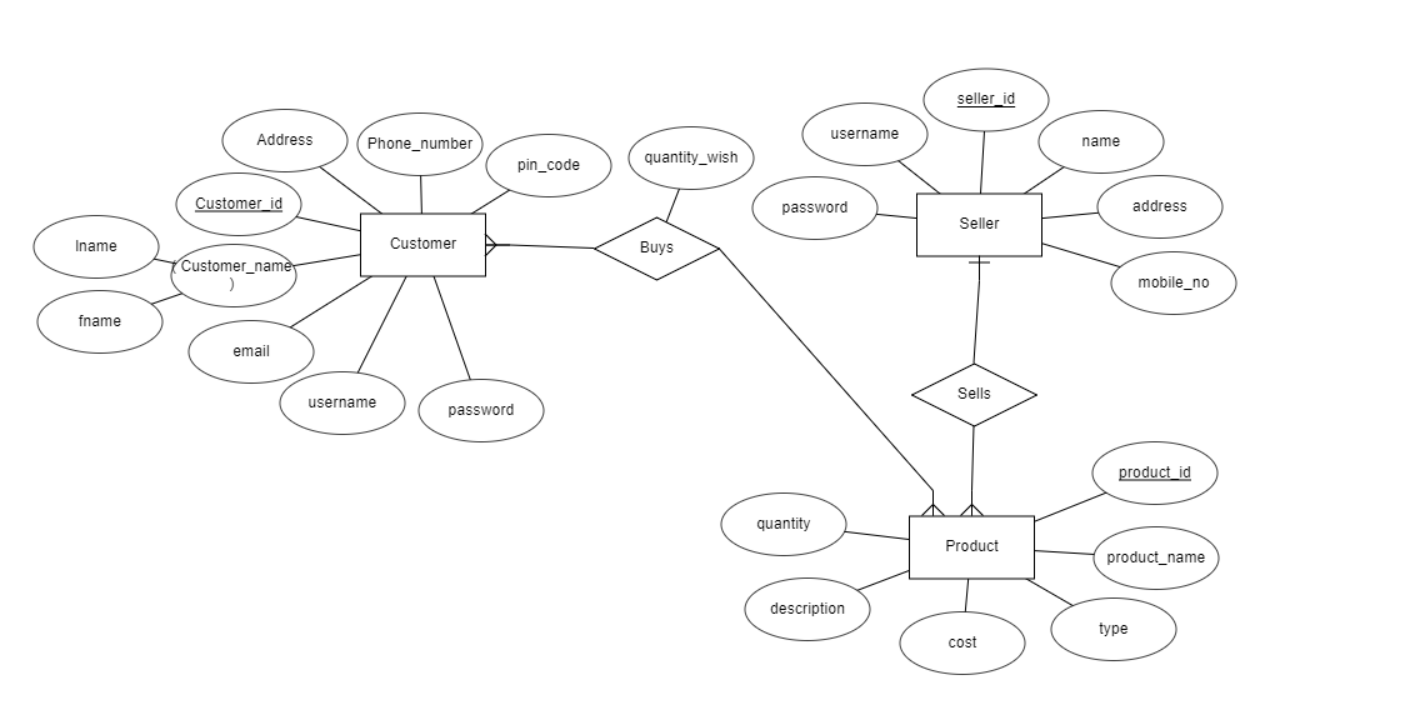 seller_id
username
name
Address
Phone_number
quantity_wish
pin_code
Customer_id
password
address
Seller
lname
Customer
Buys
( Customer_name
)
mobile_no
fname
email
Sells
username
password
product_id
quantity
Product
product_name
description
type
cost